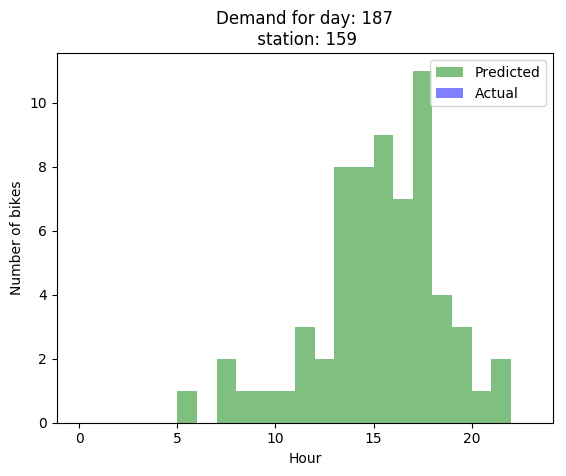 Demand for day: 187
station: 159
Predicted
Actual
10
8
6
4
2
0
Number of bikes
0 5 10 15 20
Hour